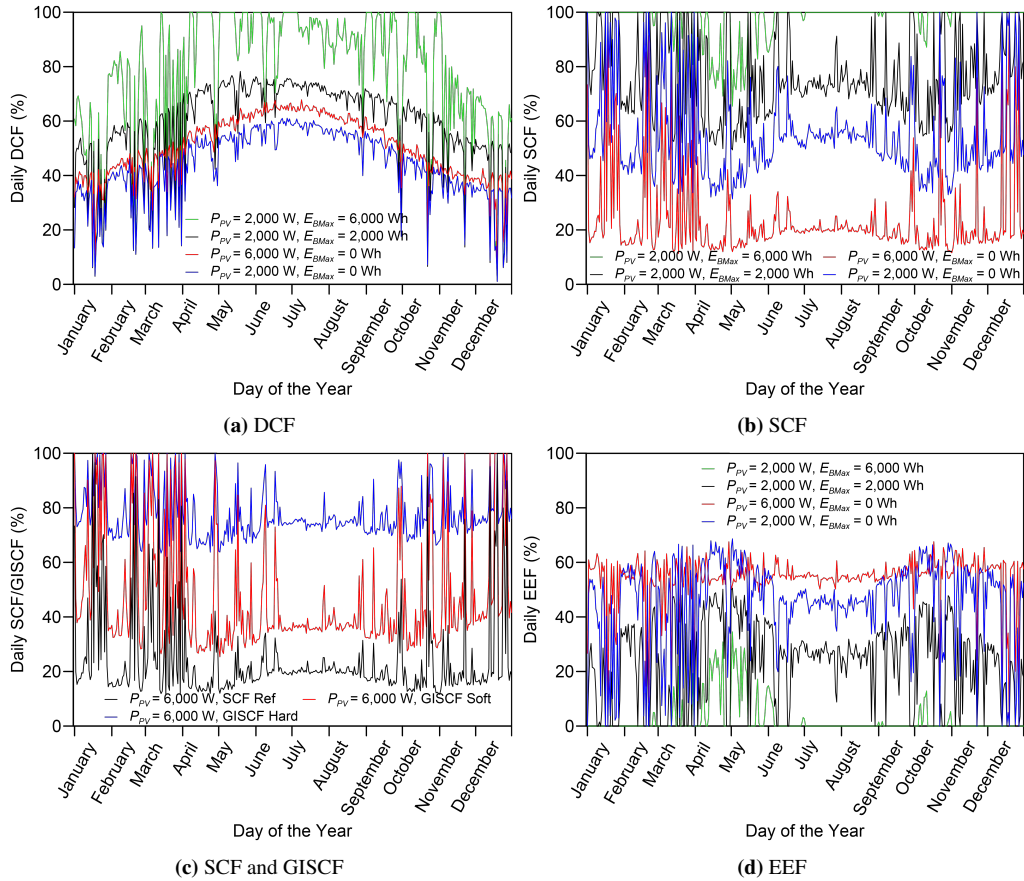 Daily DCF (%)
100
80
60
40
20
0
P_PV = 2,000 W, E_BMax = 6,000 Wh
P_PV = 2,000 W, E_BMax = 2,000 Wh
P_PV = 6,000 W, E_BMax = 0 Wh
P_PV = 2,000 W, E_BMax = 0 Wh
January February March April May June July August September October November December
Day of the Year
(a) DCF
Daily SCF (%)
100
80
60
40
20
0
P_PV = 2,000 W, E_BMax = 6,000 Wh P_PV = 6,000 W, E_BMax = 0 Wh
P_PV = 2,000 W, E_BMax = 2,000 Wh P_PV = 2,000 W, E_BMax = 0 Wh
January February March April May June July August September October November December
Day of the Year
(b) SCF
Daily SCF/GISCF (%)
100
80
60
40
20
0
P_PV = 6,000 W, SCF Ref P_PV = 6,000 W, GISCF Soft
P_PV = 6,000 W, GISCF Hard
January February March April May June July August September October November December
Day of the Year
(c) SCF and GISCF
Daily EEF (%)
100
80
60
40
20
0
P_PV = 2,000 W, E_BMax = 6,000 Wh
P_PV = 2,000 W, E_BMax = 2,000 Wh
P_PV = 6,000 W, E_BMax = 0 Wh
P_PV = 2,000 W, E_BMax = 0 Wh
January February March April May June July August September October November December
Day of the Year
(d) EEF